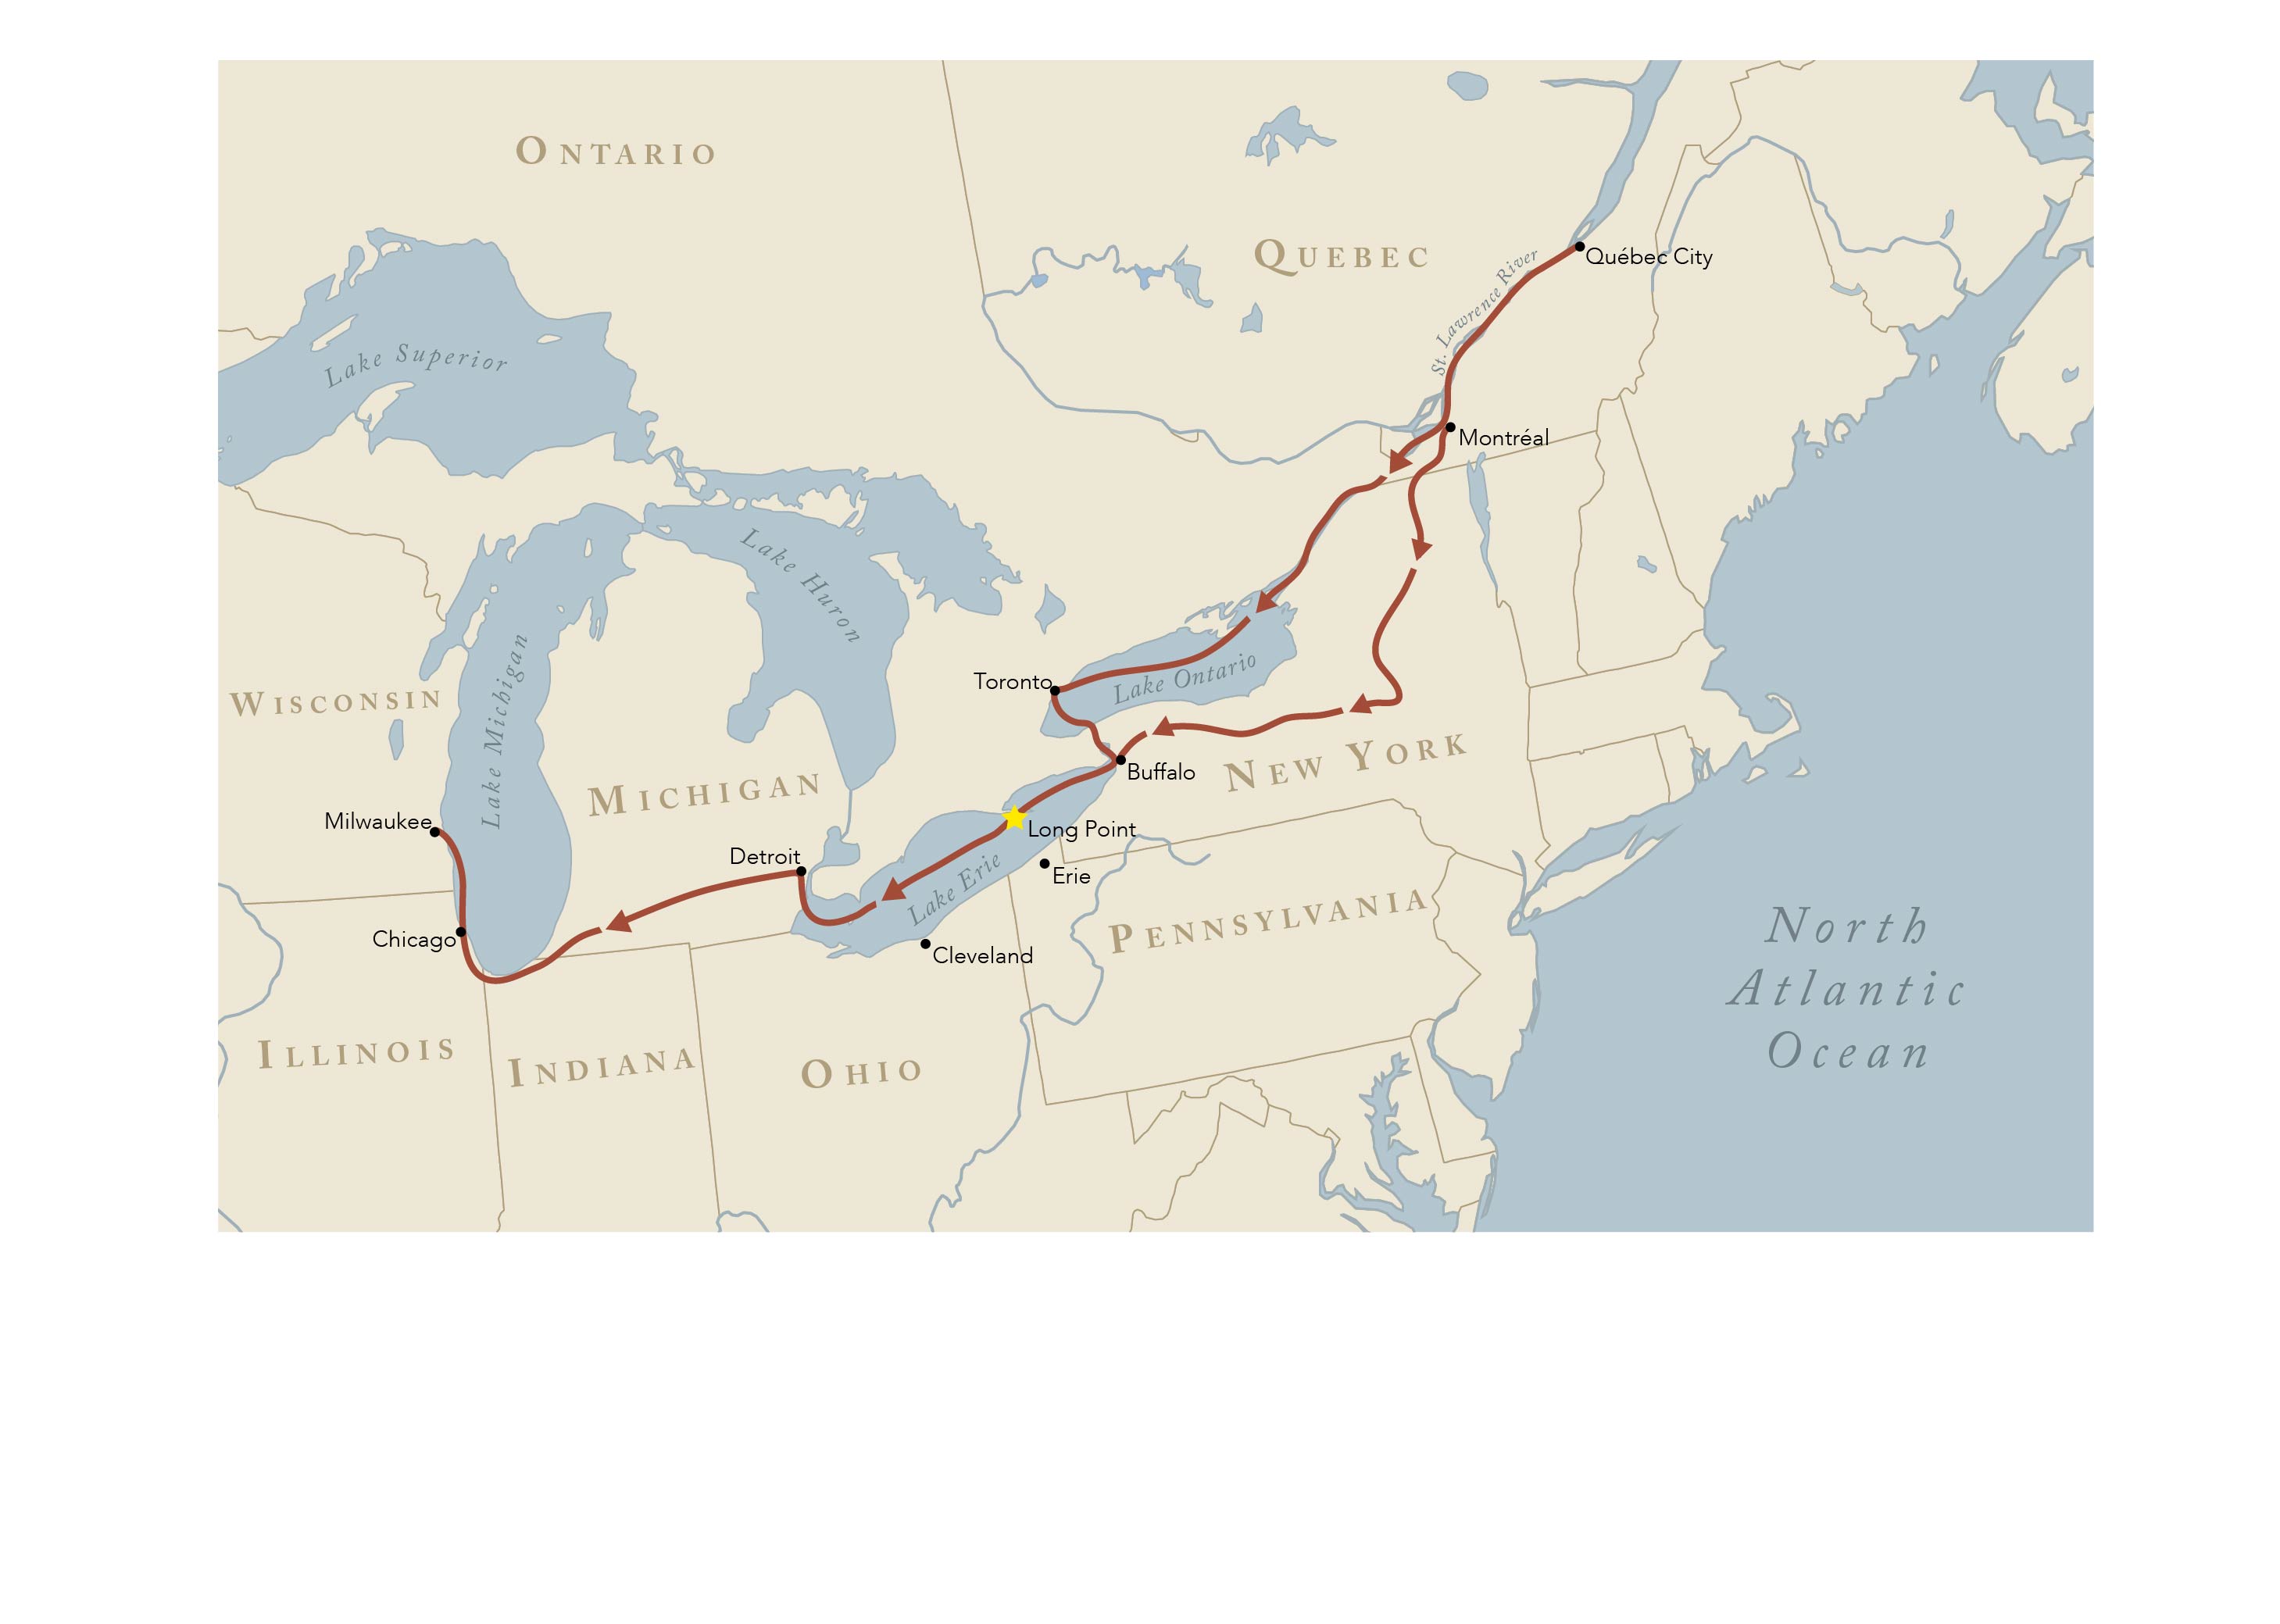 ONTARIO
QUEBEC
Québec City
St. Lawrence River
Lake Superior
Montréal
Lake Huron
Lake Michigan
Lake Ontario
Toronto
WISCONSIN
NEW YORK
Buffalo
MICHIGAN
Milwaukee
Long Point
Detroit
Lake Erie
Erie
PENNSYLVANIA
Chicago
Cleveland
North
Atlantic
Ocean
ILLINOIS
INDIANA
OHIO